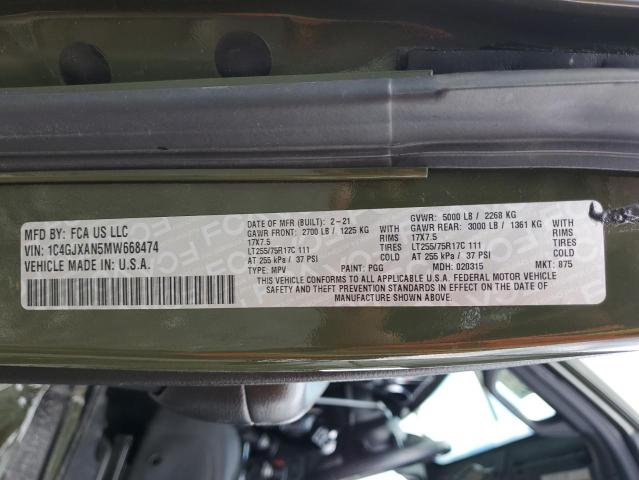 MFD BY: FCA US LLC
VIN: 1C4GJXAN5MW668474
VEHICLE MADE IN: U.S.A.
DATE OF MFR (BUILT): 2-21
GAWR FRONT: 2700 LB / 1225 KG
17X7.5 RIMS
LT255/75R17C 111 TIRES
AT 255 kPa / 37 PSI COLD
GVWR: 5000 LB / 2268 KG
GAWR REAR: 3000 LB / 1361 KG
17X7.5 RIMS
LT255/75R17C 111 TIRES
AT 255 kPa / 37 PSI COLD
TYPE: MPV PAINT: PGG MDH: 020315 MKT: 875
VEHICLE CONFORMS TO ALL APPLICABLE U.S.A. FEDERAL MOTOR VEHICLE
SAFETY AND THEFT PREVENTION STANDARDS IN EFFECT ON THE DATE OF
MANUFACTURE SHOWN ABOVE.